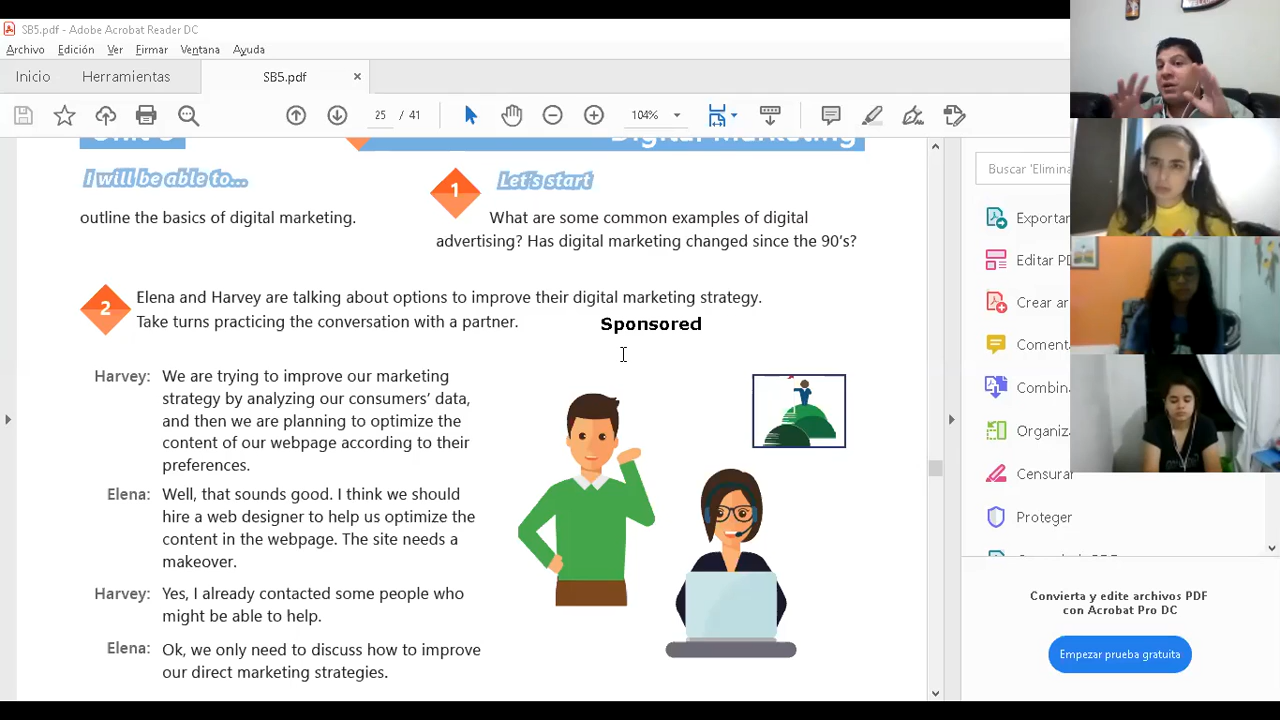 SB5.pdf - Adobe Acrobat Reader DC
Archivo Edición Ver Firmar Ventana Ayuda
Inicio Herramientas SB5.pdf ×
25 / 41 104%
Digital Marketing
I will be able to...
outline the basics of digital marketing.
1 Let's start
What are some common examples of digital
advertising? Has digital marketing changed since the 90's?
2 Elena and Harvey are talking about options to improve their digital marketing strategy.
Take turns practicing the conversation with a partner.
Sponsored
Harvey: We are trying to improve our marketing
strategy by analyzing our consumers' data,
and then we are planning to optimize the
content of our webpage according to their
preferences.
Elena: Well, that sounds good. I think we should
hire a web designer to help us optimize the
content in the webpage. The site needs a
makeover.
Harvey: Yes, I already contacted some people who
might be able to help.
Elena: Ok, we only need to discuss how to improve
our direct marketing strategies.
Buscar 'Elimina
Exportar
Editar PD
Crear ar
Comenta
Combina
Organiza
Censurar
Proteger
Convierta y edite archivos PDF
con Acrobat Pro DC
Empezar prueba gratuita